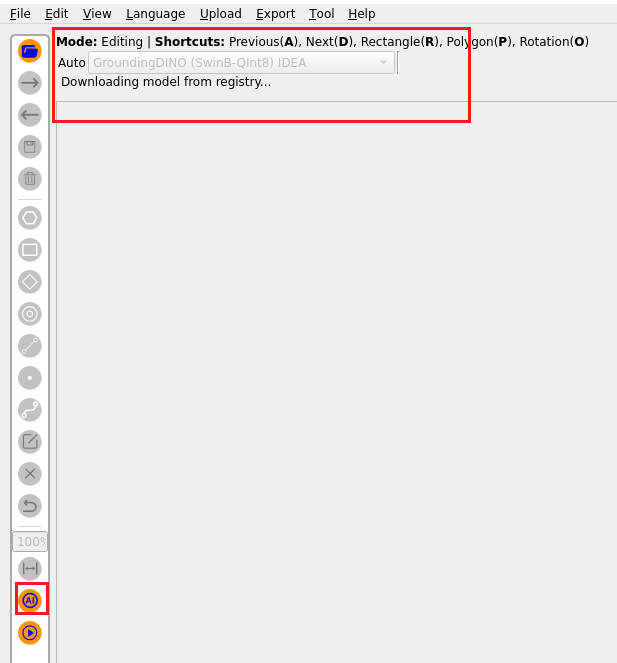 File Edit View Language Upload Export Tool Help
Mode: Editing | Shortcuts: Previous(A), Next(D), Rectangle(R), Polygon(P), Rotation(O)
Auto GroundingDINO (SwinB-QInt8) IDEA
Downloading model from registry...
100%
AI